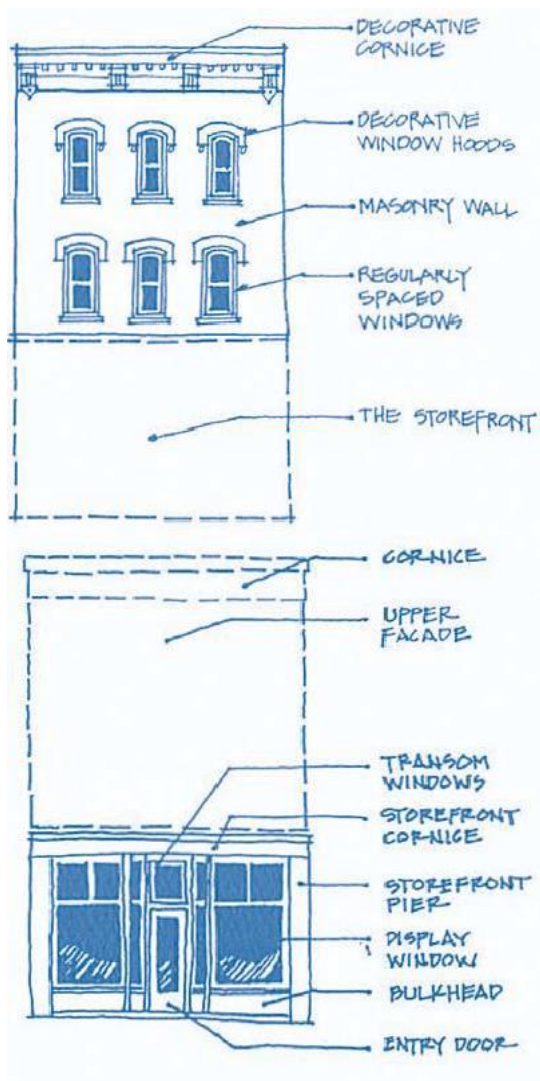 DECORATIVE
CORNICE
DECORATIVE
WINDOW HOODS
MASONRY WALL
REGULARLY
SPACED
WINDOWS
THE STOREFRONT
CORNICE
UPPER
FACADE
TRANSOM
WINDOWS
STOREFRONT
CORNICE
STOREFRONT
PIER
DISPLAY
WINDOW
BULKHEAD
ENTRY DOOR